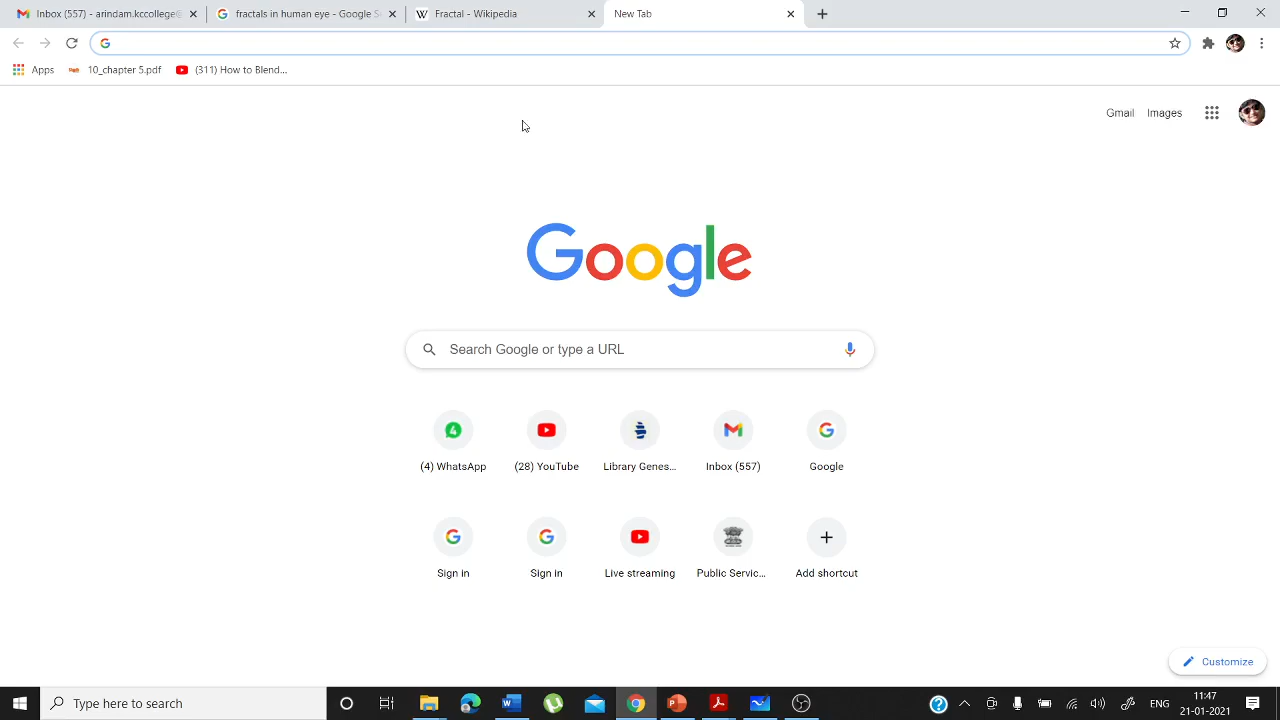 Inbox (557) - arindam.kccollege@
fractals in human eye - Google Se
Fractal - Wikipedia
New Tab
Apps
10_chapter 5.pdf
(311) How to Blend...
Gmail
Images
Google
Search Google or type a URL
4
(4) WhatsApp
(28) YouTube
Library Genes...
Inbox (557)
Google
Sign in
Sign in
Live streaming
Public Servic...
Add shortcut
Customize
Type here to search
ENG
11:47
21-01-2021